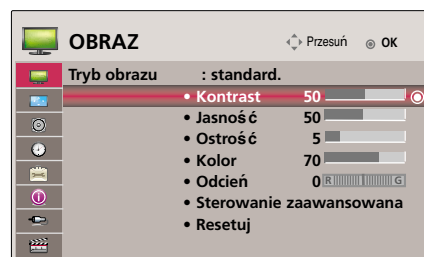 OBRAZ Przesuń OK
Tryb obrazu : standard.
• Kontrast 50
• Jasność 50
• Ostrość 5
• Kolor 70
• Odcień 0 R G
• Sterowanie zaawansowana
• Resetuj